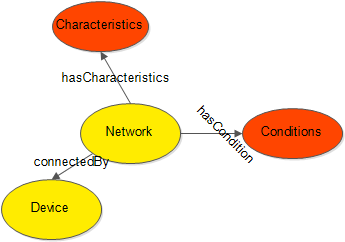 Characteristics
hasCharacteristics
Network
hasCondition
Conditions
connectedBy
Device